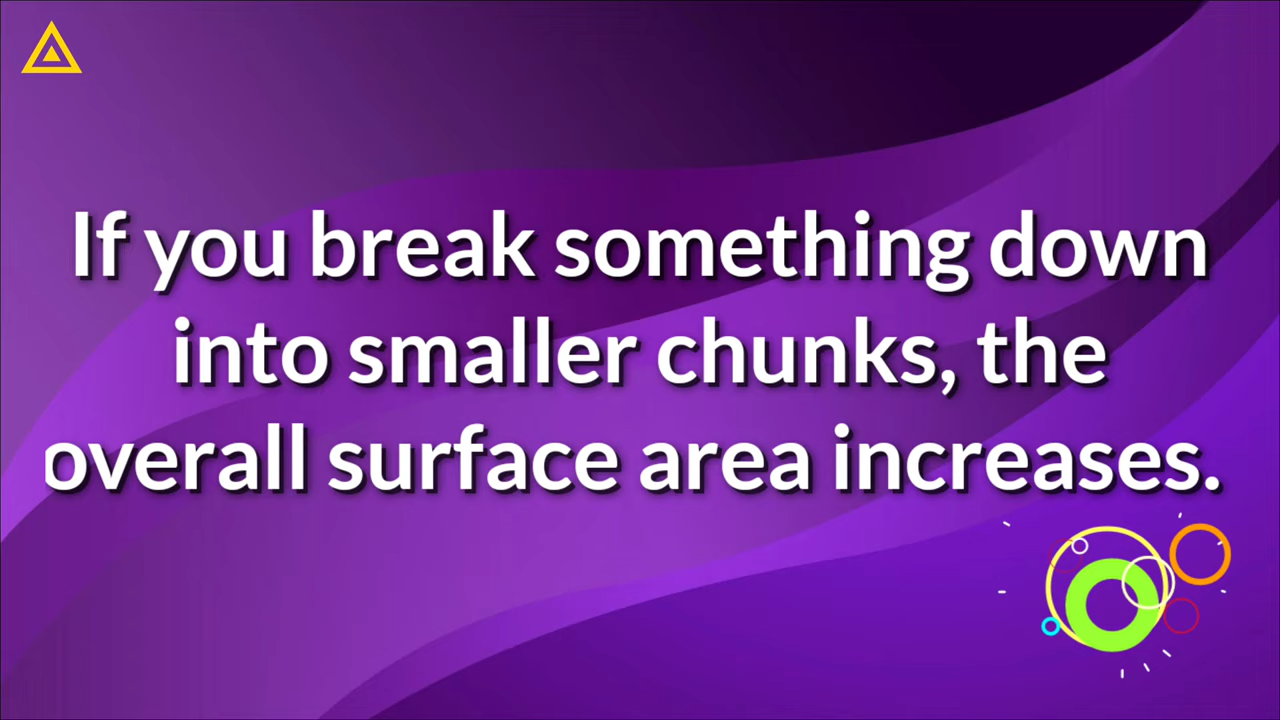 If you break something down
into smaller chunks, the
overall surface area increases.